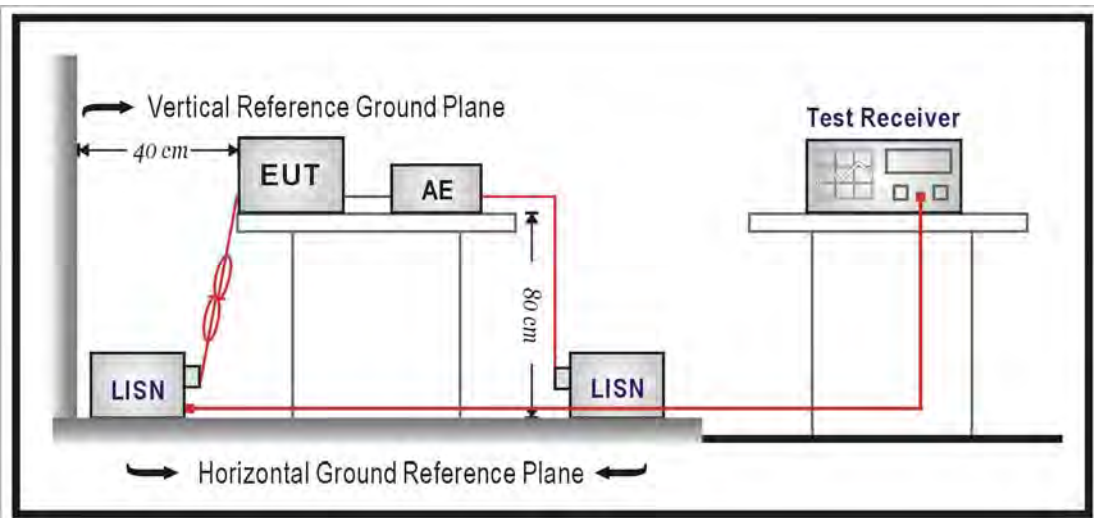 Vertical Reference Ground Plane
Test Receiver
40 cm
EUT
AE
80 cm
LISN
LISN
Horizontal Ground Reference Plane